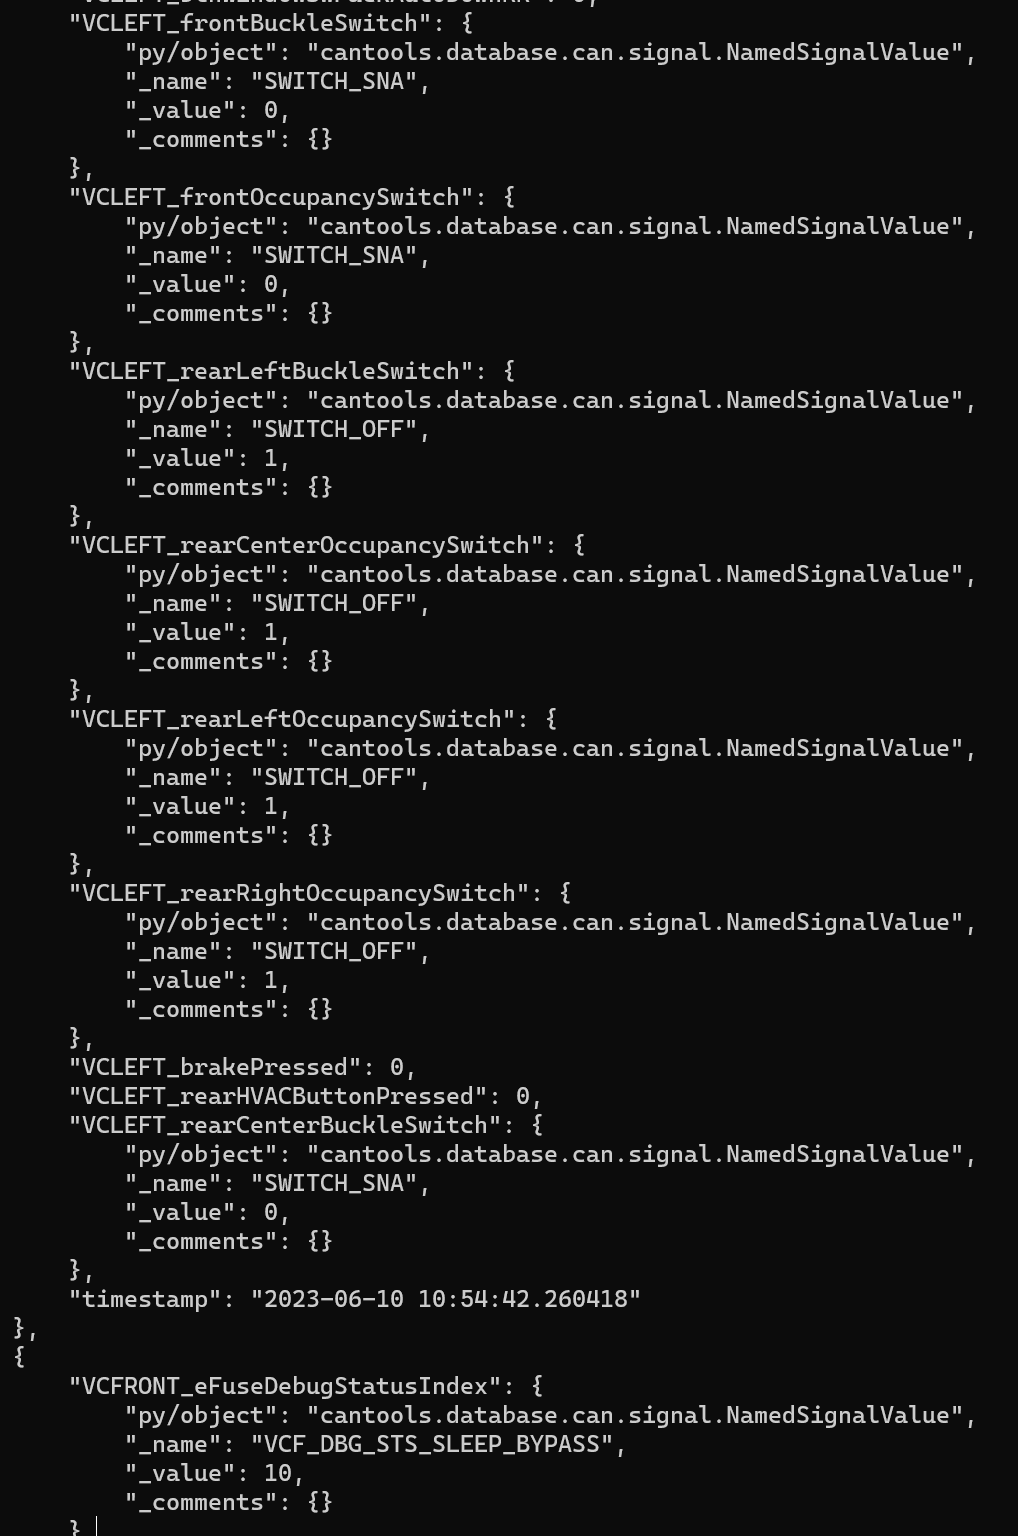 "VCLEFT_frontBuckleSwitch": {
"py/object": "cantools.database.can.signal.NamedSignalValue",
"_name": "SWITCH_SNA",
"_value": 0,
"_comments": {}
},
"VCLEFT_frontOccupancySwitch": {
"py/object": "cantools.database.can.signal.NamedSignalValue",
"_name": "SWITCH_SNA",
"_value": 0,
"_comments": {}
},
"VCLEFT_rearLeftBuckleSwitch": {
"py/object": "cantools.database.can.signal.NamedSignalValue",
"_name": "SWITCH_OFF",
"_value": 1,
"_comments": {}
},
"VCLEFT_rearCenterOccupancySwitch": {
"py/object": "cantools.database.can.signal.NamedSignalValue",
"_name": "SWITCH_OFF",
"_value": 1,
"_comments": {}
},
"VCLEFT_rearLeftOccupancySwitch": {
"py/object": "cantools.database.can.signal.NamedSignalValue",
"_name": "SWITCH_OFF",
"_value": 1,
"_comments": {}
},
"VCLEFT_rearRightOccupancySwitch": {
"py/object": "cantools.database.can.signal.NamedSignalValue",
"_name": "SWITCH_OFF",
"_value": 1,
"_comments": {}
},
"VCLEFT_brakePressed": 0,
"VCLEFT_rearHVACButtonPressed": 0,
"VCLEFT_rearCenterBuckleSwitch": {
"py/object": "cantools.database.can.signal.NamedSignalValue",
"_name": "SWITCH_SNA",
"_value": 0,
"_comments": {}
},
"timestamp": "2023-06-10 10:54:42.260418"
},
{
"VCFRONT_eFuseDebugStatusIndex": {
"py/object": "cantools.database.can.signal.NamedSignalValue",
"_name": "VCF_DBG_STS_SLEEP_BYPASS",
"_value": 10,
"_comments": {}
}